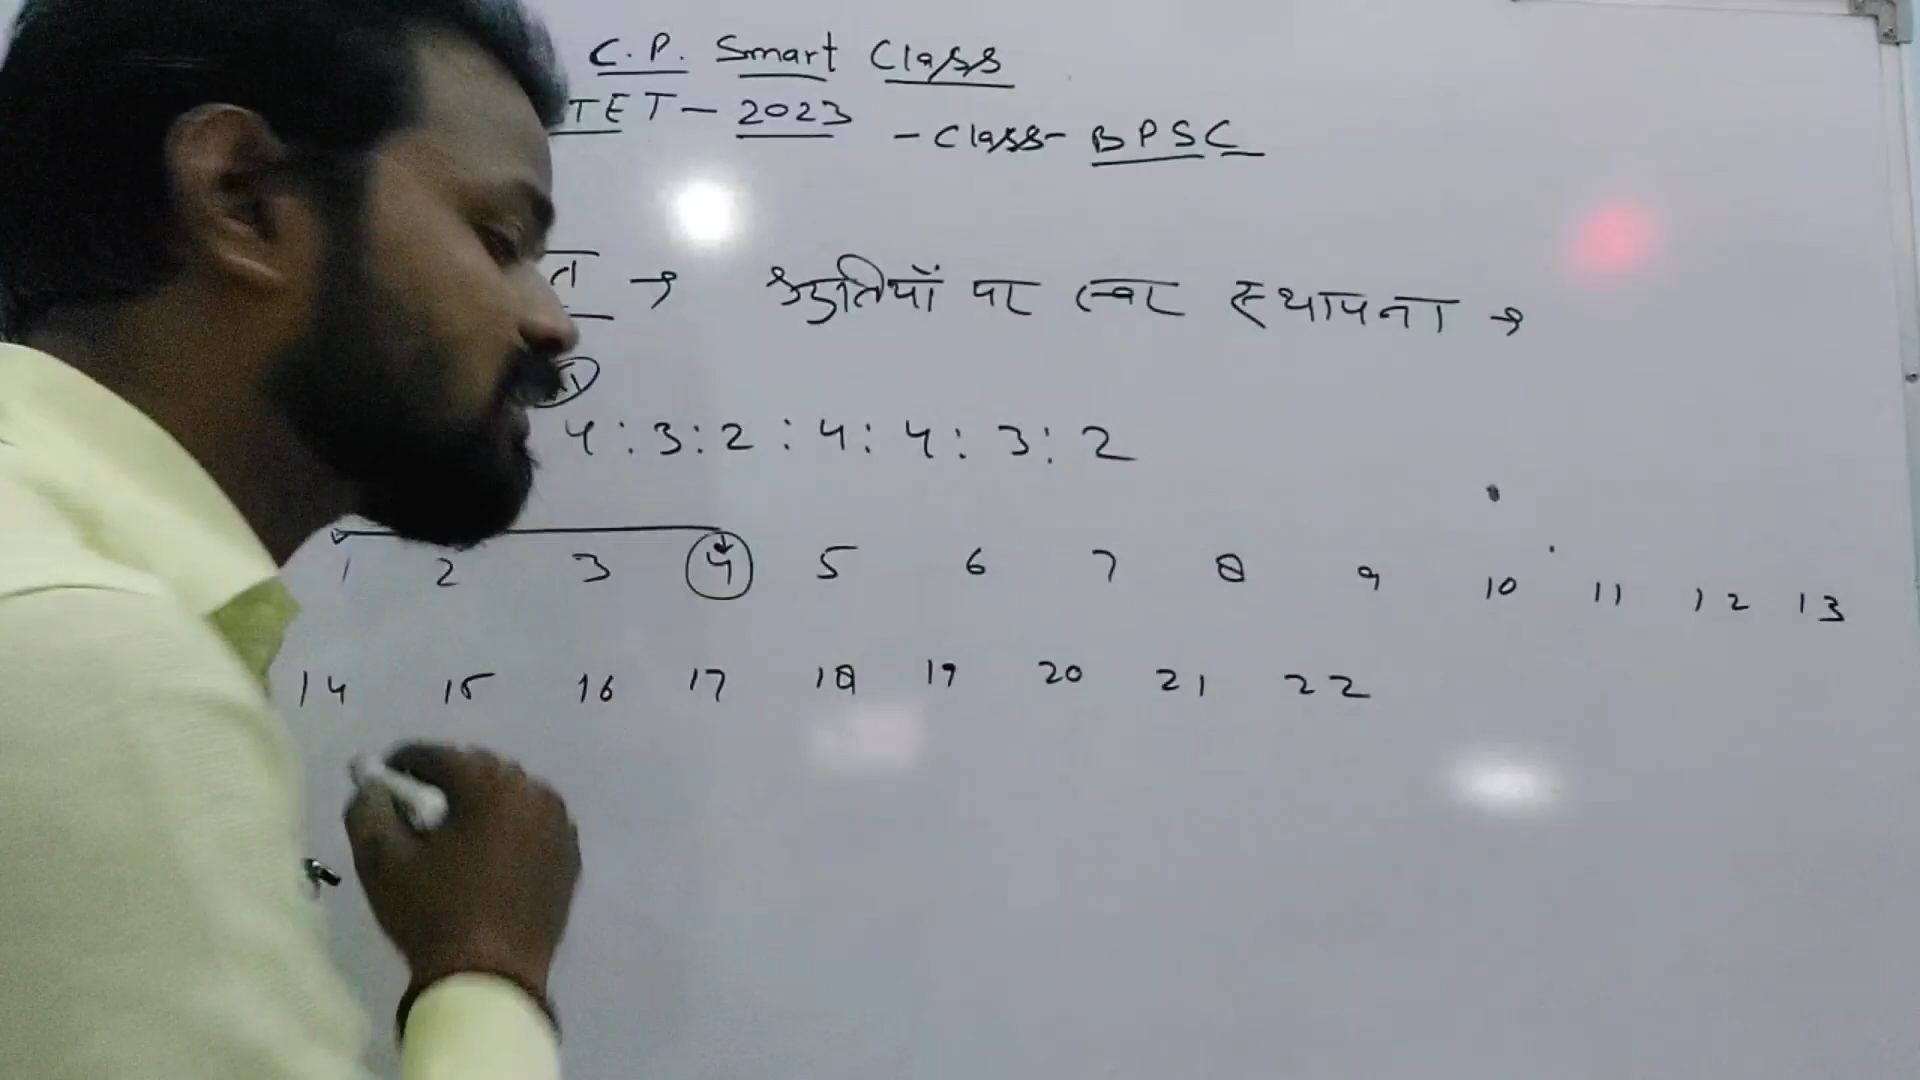 C.P. Smart Class
TET - 2023 - Class - BPSC
→ श्रुतियों पर स्वर स्थापना →
4 : 3 : 2 : 4 : 4 : 3 : 2
1 2 3 4 5 6 7 8 9 10 11 12 13
14 15 16 17 18 19 20 21 22